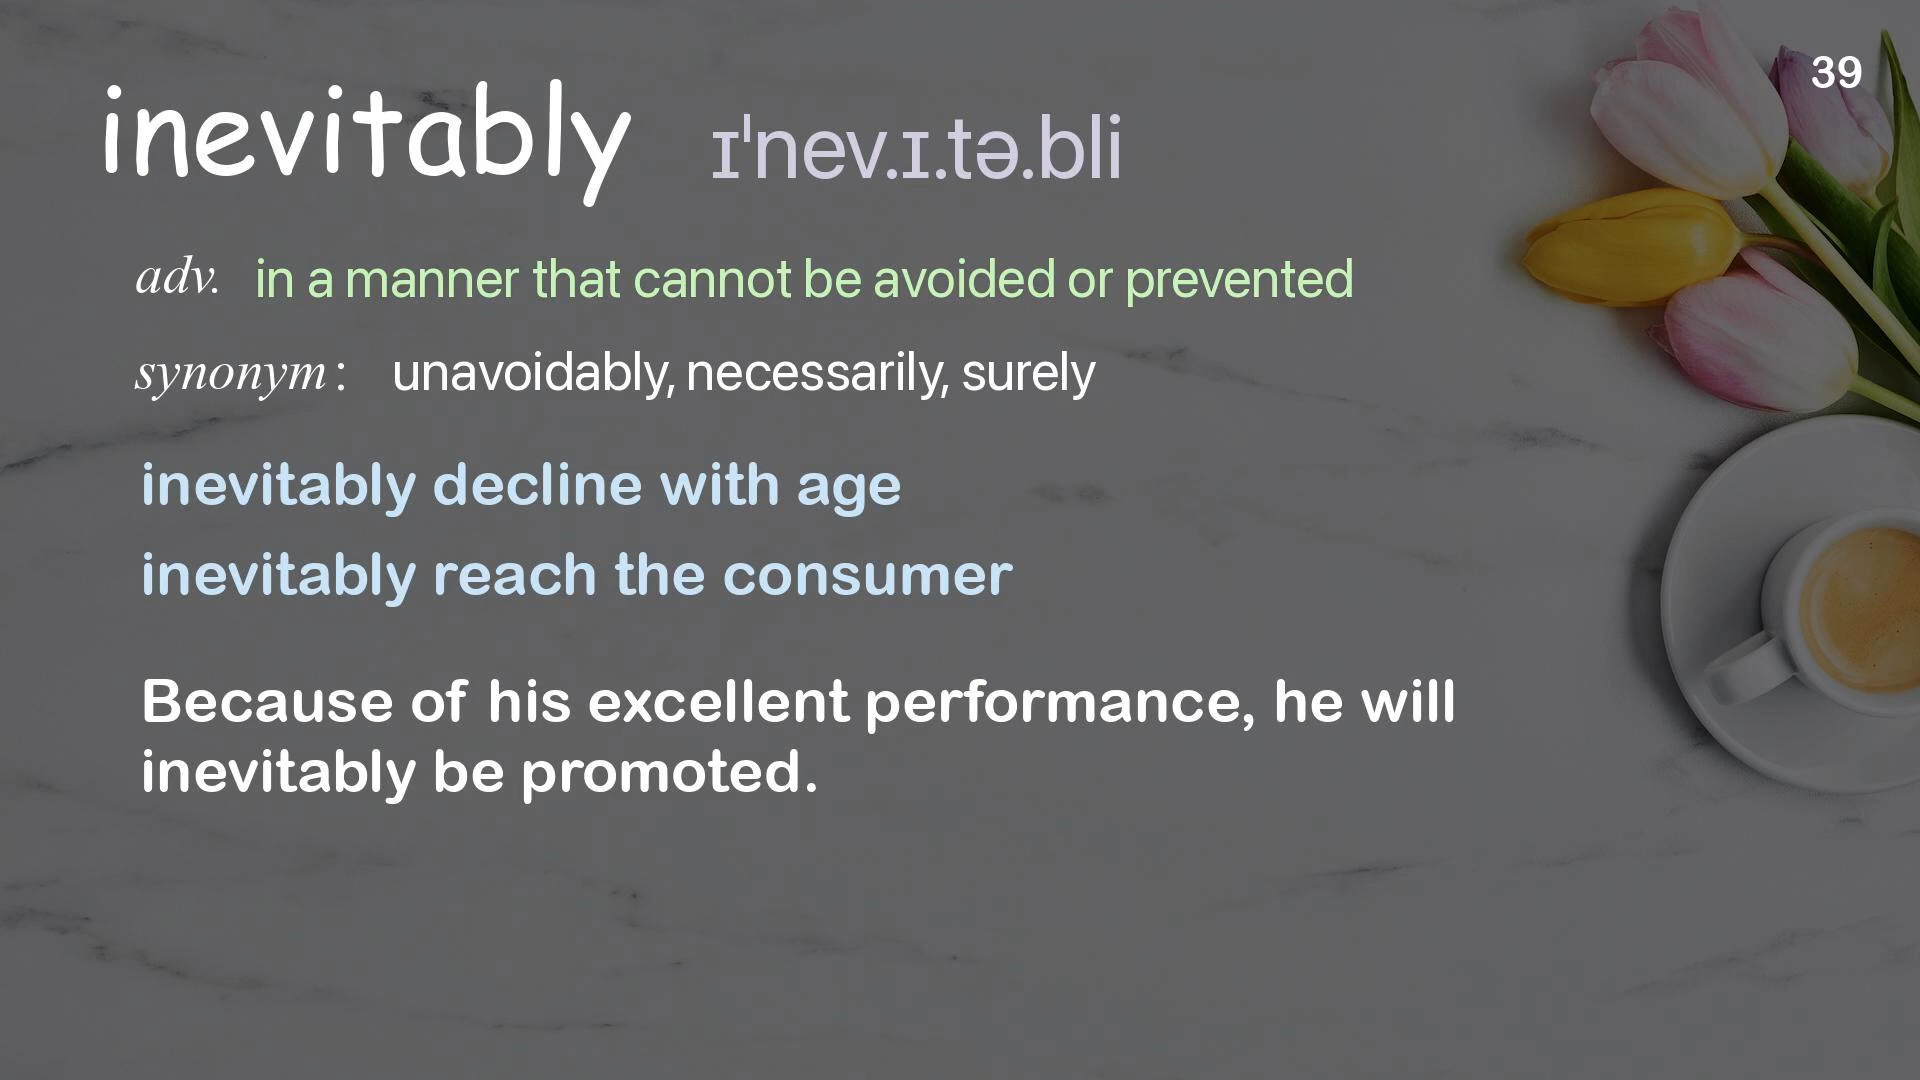 39
inevitably ɪˈnev.ɪ.tə.bli
adv. in a manner that cannot be avoided or prevented
synonym : unavoidably, necessarily, surely
inevitably decline with age
inevitably reach the consumer
Because of his excellent performance, he will
inevitably be promoted.